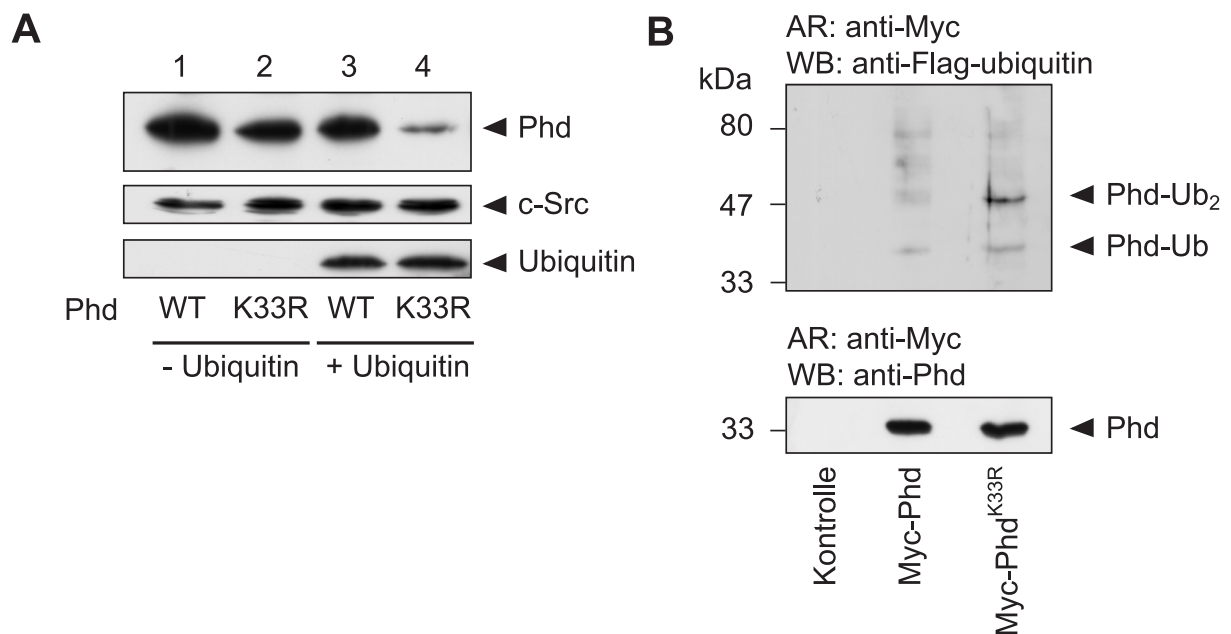 A
1 2 3 4
Phd
c-Src
Ubiquitin
Phd WT K33R WT K33R
- Ubiquitin + Ubiquitin
B
AR: anti-Myc
WB: anti-Flag-ubiquitin
kDa
80
47
33
Phd-Ub₂
Phd-Ub
AR: anti-Myc
WB: anti-Phd
33
Phd
Kontrolle
Myc-Phd
Myc-Phdᴷ³³ᴿ